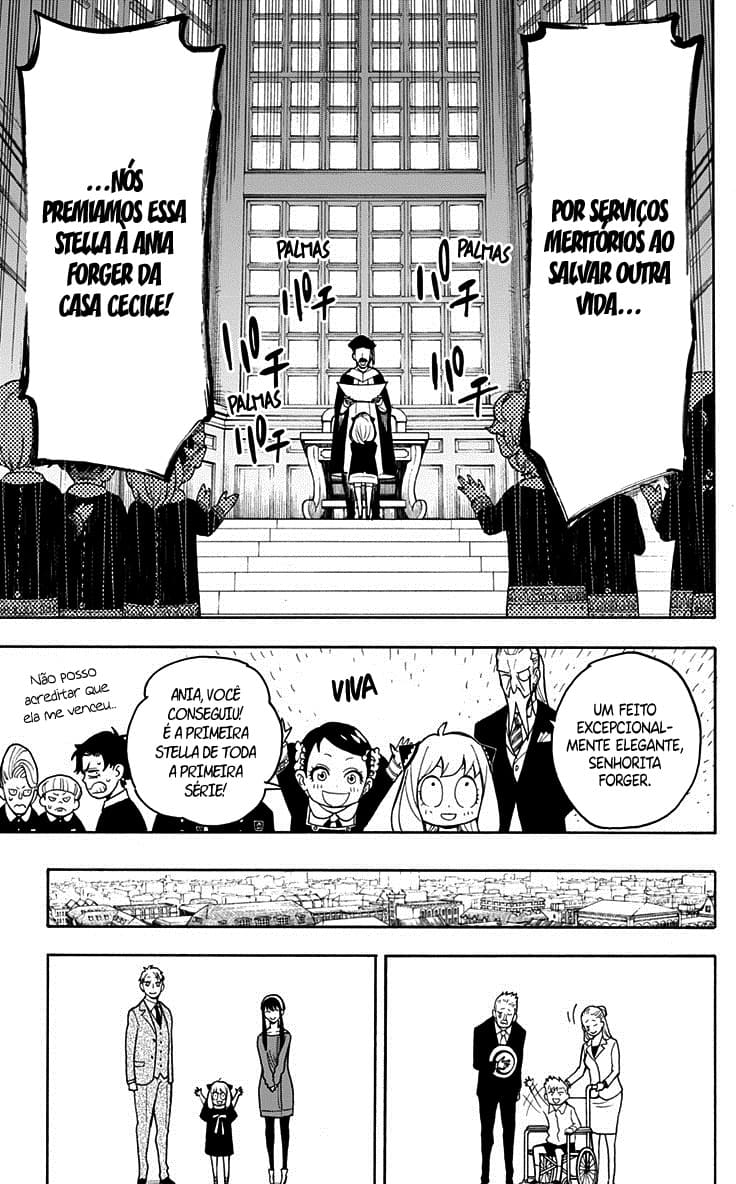 POR SERVIÇOS
MERITÓRIOS AO
SALVAR OUTRA
VIDA...
...NÓS
PREMIAMOS ESSA
STELLA À ANIA
FORGER DA
CASA CECILE!
PALMAS
PALMAS
PALMAS
UM FEITO
EXCEPCIONAL-
MENTE ELEGANTE,
SENHORITA
FORGER.
VIVA
ANIA, VOCÊ
CONSEGUIU!
É A PRIMEIRA
STELLA DE TODA
A PRIMEIRA
SÉRIE!
Não posso
acreditar que
ela me venceu..